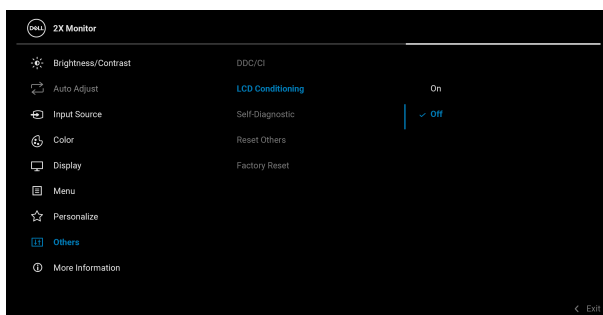 DELL 2X Monitor
Brightness/Contrast DDC/CI
Auto Adjust LCD Conditioning On
Input Source Self-Diagnostic ✓ Off
Color Reset Others
Display Factory Reset
Menu
Personalize
Others
More Information
< Exit